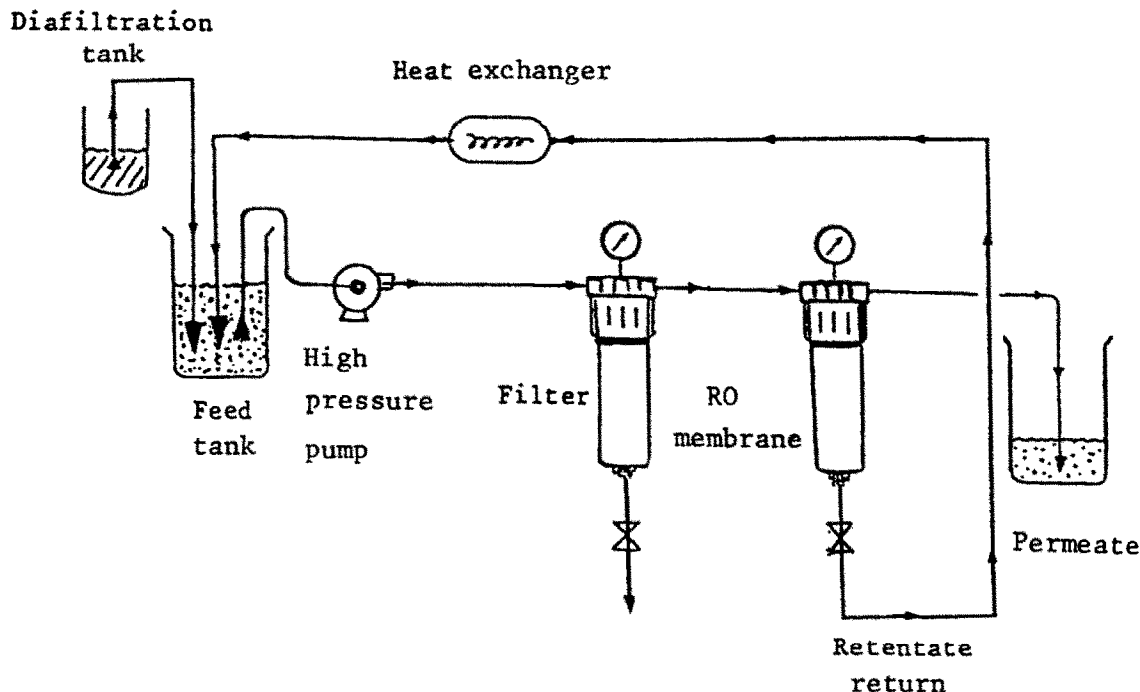 Diafiltration
tank
Heat exchanger
Feed
tank
High
pressure
pump
Filter
RO
membrane
Permeate
Retentate
return